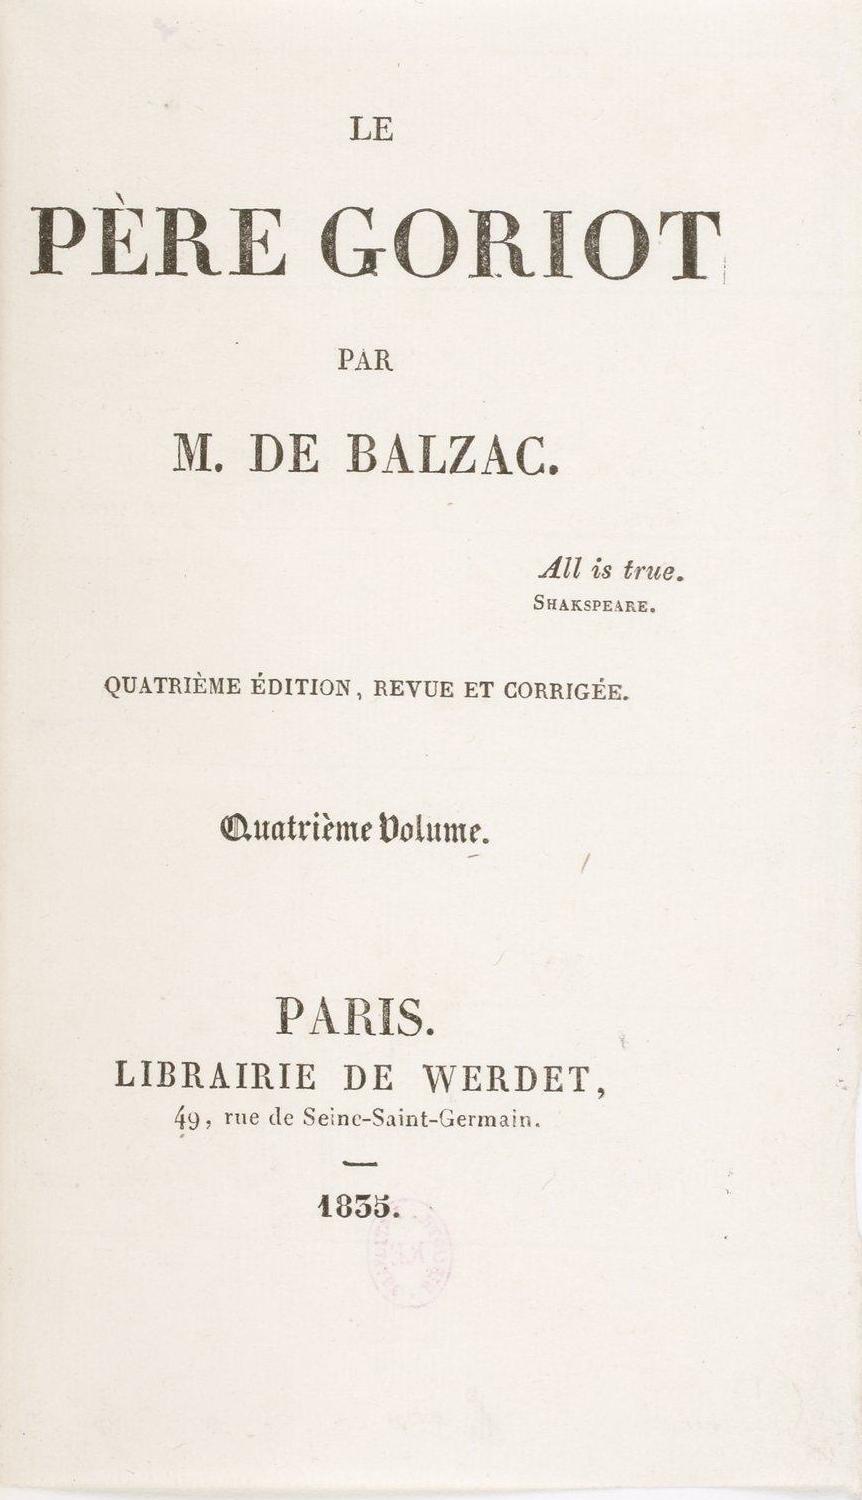 LE
PÈRE GORIOT
PAR
M. DE BALZAC.
All is true.
SHAKSPEARE.
QUATRIÈME ÉDITION, REVUE ET CORRIGÉE.
Quatrième Volume.
PARIS.
LIBRAIRIE DE WERDET,
49, rue de Seine-Saint-Germain.
1835.